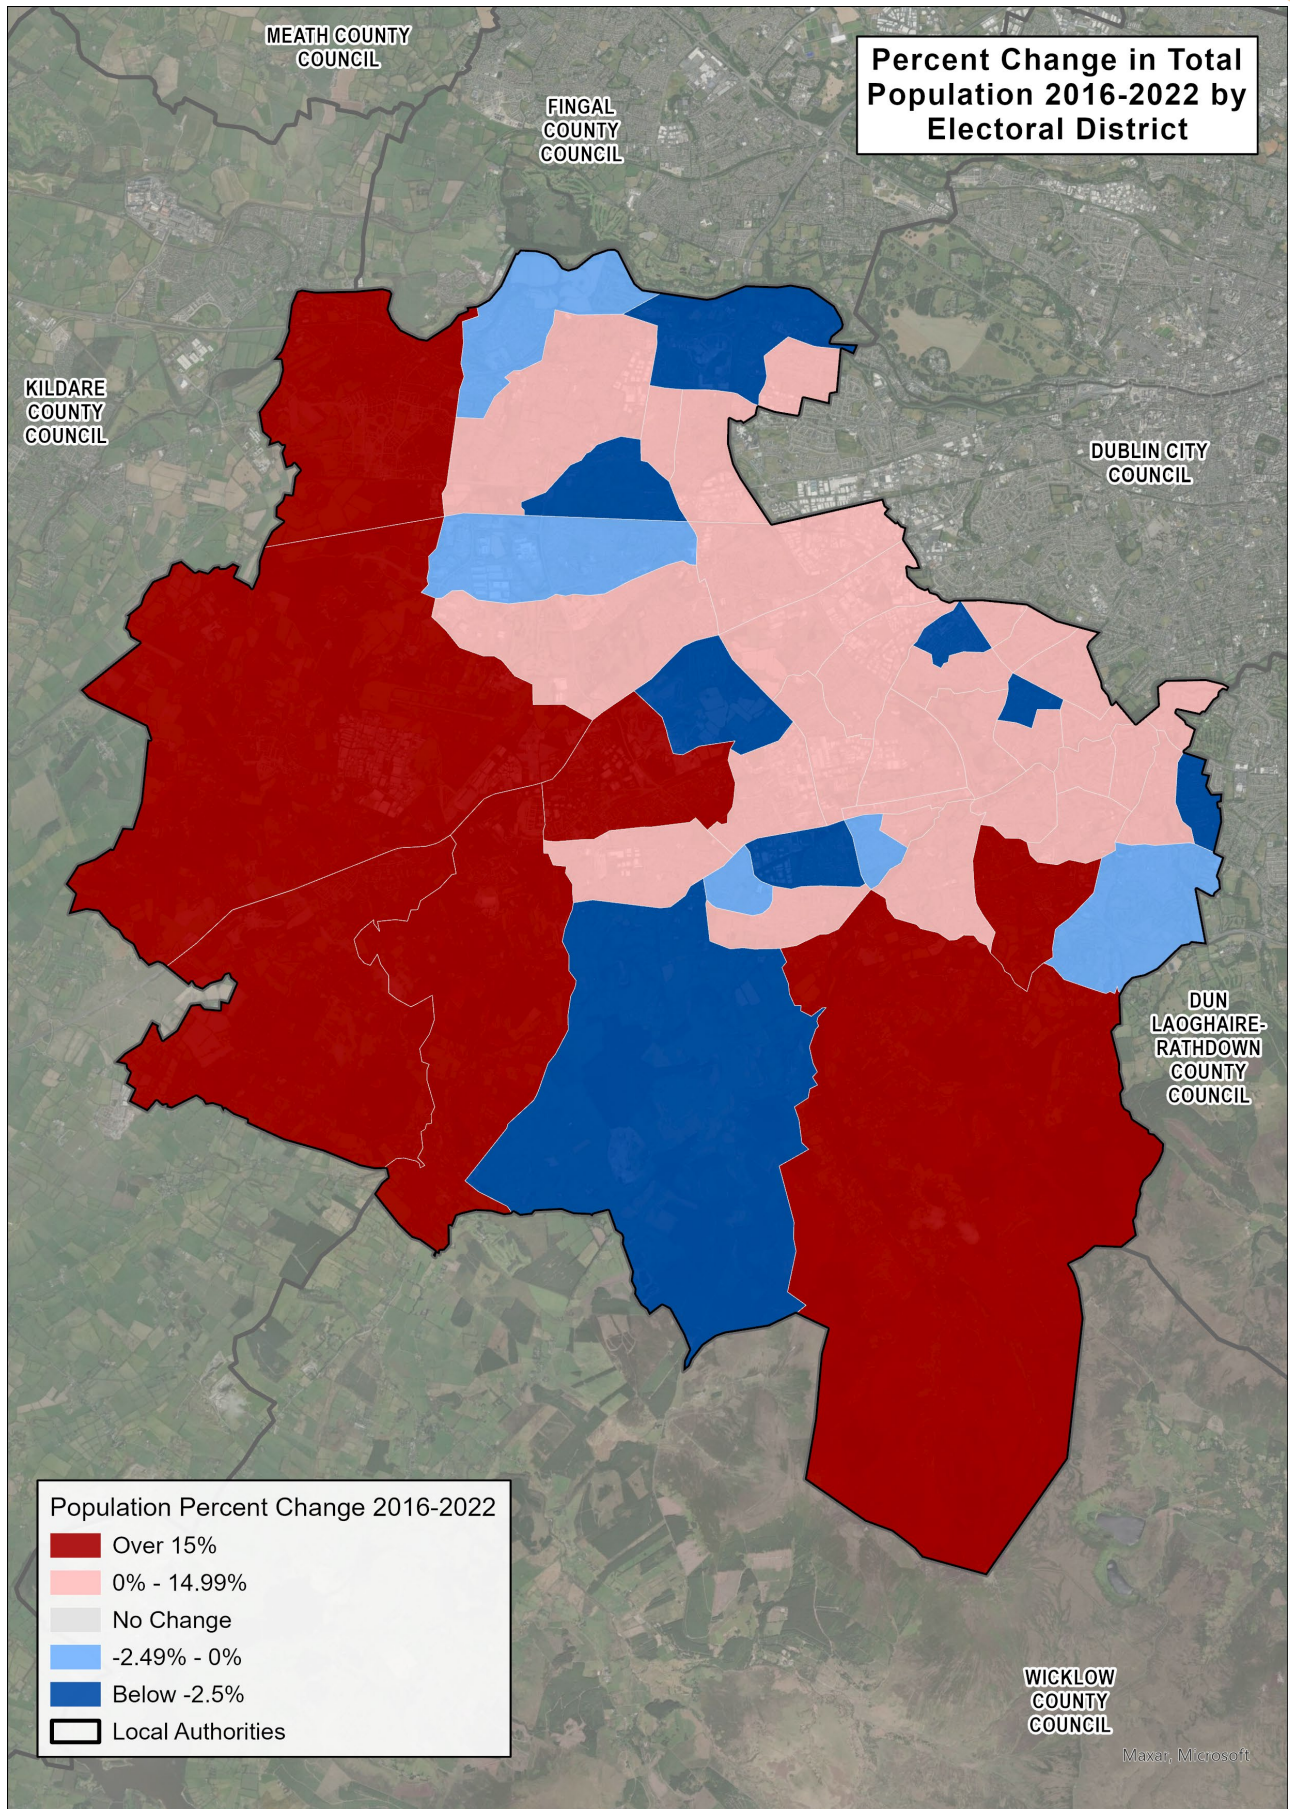 Percent Change in Total
Population 2016-2022 by
Electoral District
MEATH COUNTY
COUNCIL
FINGAL
COUNTY
COUNCIL
KILDARE
COUNTY
COUNCIL
DUBLIN CITY
COUNCIL
DUN
LAOGHAIRE-
RATHDOWN
COUNTY
COUNCIL
WICKLOW
COUNTY
COUNCIL
Population Percent Change 2016-2022
Over 15%
0% - 14.99%
No Change
-2.49% - 0%
Below -2.5%
Local Authorities
Maxar, Microsoft